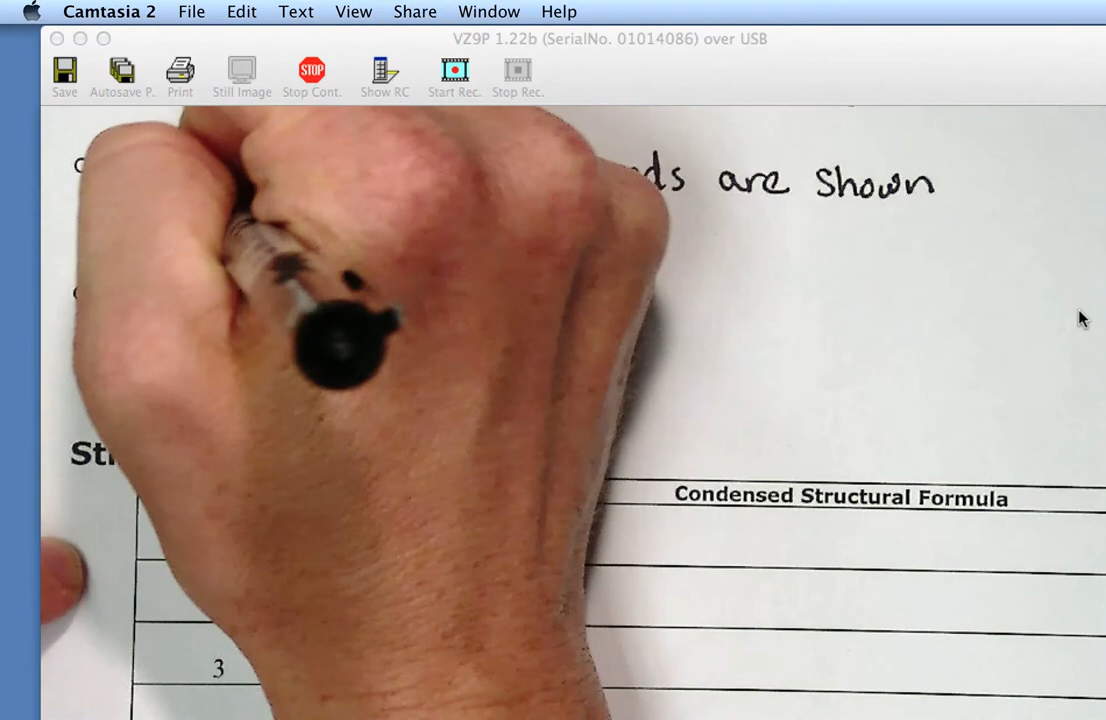 Camtasia 2 File Edit Text View Share Window Help
VZ9P 1.22b (SerialNo. 01014086) over USB
STOP
Save Autosave P. Print Still Image Stop Cont. Show RC Start Rec. Stop Rec.
are shown
Condensed Structural Formula
3